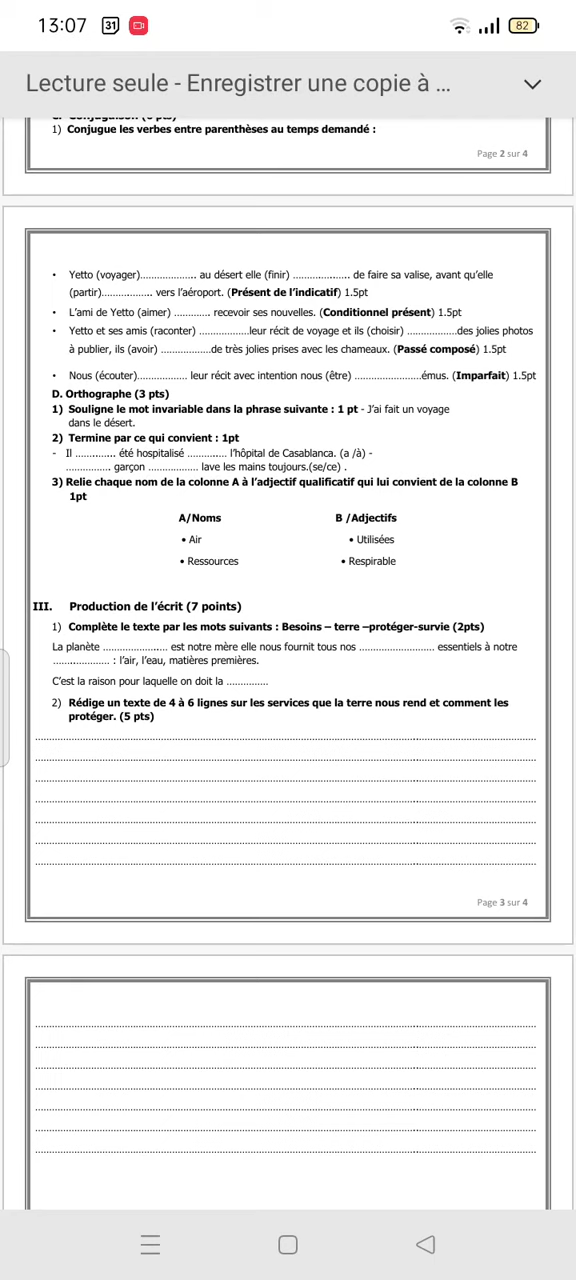 13:07 31 82
Lecture seule - Enregistrer une copie à ...
C. Conjugaison (6 pts)
1) Conjugue les verbes entre parenthèses au temps demandé :
Page 2 sur 4
• Yetto (voyager)................... au désert elle (finir) ................... de faire sa valise, avant qu'elle
(partir)................. vers l'aéroport. (Présent de l'indicatif) 1.5pt
• L'ami de Yetto (aimer) ............ recevoir ses nouvelles. (Conditionnel présent) 1.5pt
• Yetto et ses amis (raconter) .................leur récit de voyage et ils (choisir) .................des jolies photos
à publier, ils (avoir) .................de très jolies prises avec les chameaux. (Passé composé) 1.5pt
• Nous (écouter)................. leur récit avec intention nous (être) .......................émus. (Imparfait) 1.5pt
D. Orthographe (3 pts)
1) Souligne le mot invariable dans la phrase suivante : 1 pt - J'ai fait un voyage
dans le désert.
2) Termine par ce qui convient : 1pt
- Il .............. été hospitalisé ............. l'hôpital de Casablanca. (a /à) -
................ garçon ................. lave les mains toujours.(se/ce) .
3) Relie chaque nom de la colonne A à l'adjectif qualificatif qui lui convient de la colonne B
1pt
A/Noms B /Adjectifs
• Air • Utilisées
• Ressources • Respirable
III. Production de l'écrit (7 points)
1) Complète le texte par les mots suivants : Besoins – terre –protéger-survie (2pts)
La planète ...................... est notre mère elle nous fournit tous nos ......................... essentiels à notre
................... : l'air, l'eau, matières premières.
C'est la raison pour laquelle on doit la ..............
2) Rédige un texte de 4 à 6 lignes sur les services que la terre nous rend et comment les
protéger. (5 pts)
Page 3 sur 4